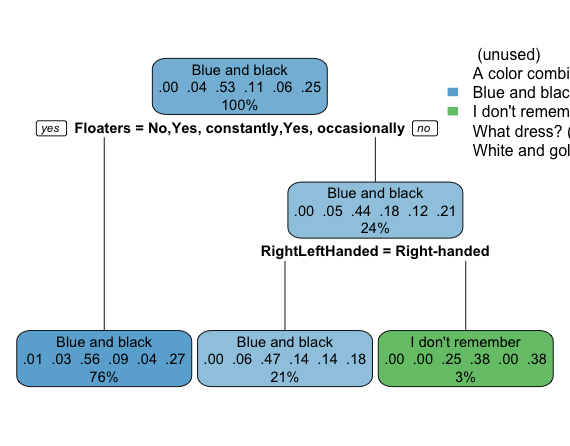 Blue and black
.00 .04 .53 .11 .06 .25
100%
yes Floaters = No,Yes, constantly,Yes, occasionally no
Blue and black
.00 .05 .44 .18 .12 .21
24%
RightLeftHanded = Right-handed
Blue and black
.01 .03 .56 .09 .04 .27
76%
Blue and black
.00 .06 .47 .14 .14 .18
21%
I don't remember
.00 .00 .25 .38 .00 .38
3%
(unused)
A color combi
Blue and blac
I don't remem
What dress? (
White and gol